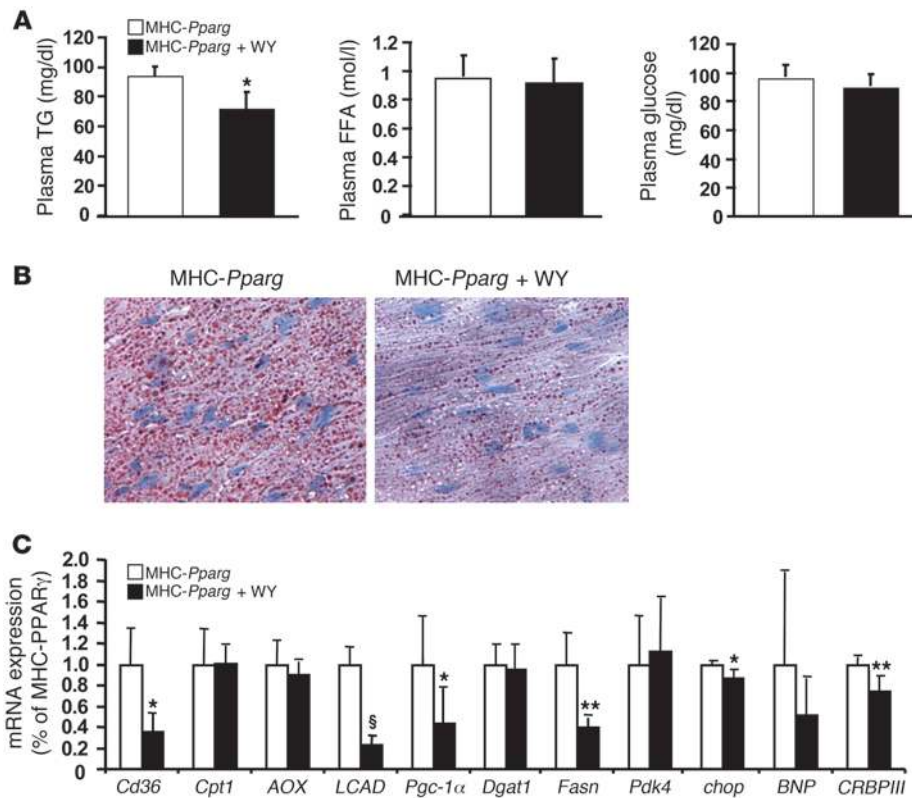 A
MHC-Pparg
MHC-Pparg + WY
Plasma TG (mg/dl)
120
100
80
60
40
20
0
*
Plasma FFA (mol/l)
1.2
1
0.8
0.6
0.4
0.2
0
Plasma glucose
(mg/dl)
120
100
80
60
40
20
0
B
MHC-Pparg
MHC-Pparg + WY
C
MHC-Pparg
MHC-Pparg + WY
mRNA expression
(% of MHC-PPARγ)
2.0
1.8
1.6
1.4
1.2
1.0
0.8
0.6
0.4
0.2
0
* § * ** * **
Cd36 Cpt1 AOX LCAD Pgc-1α Dgat1 Fasn Pdk4 chop BNP CRBPIII